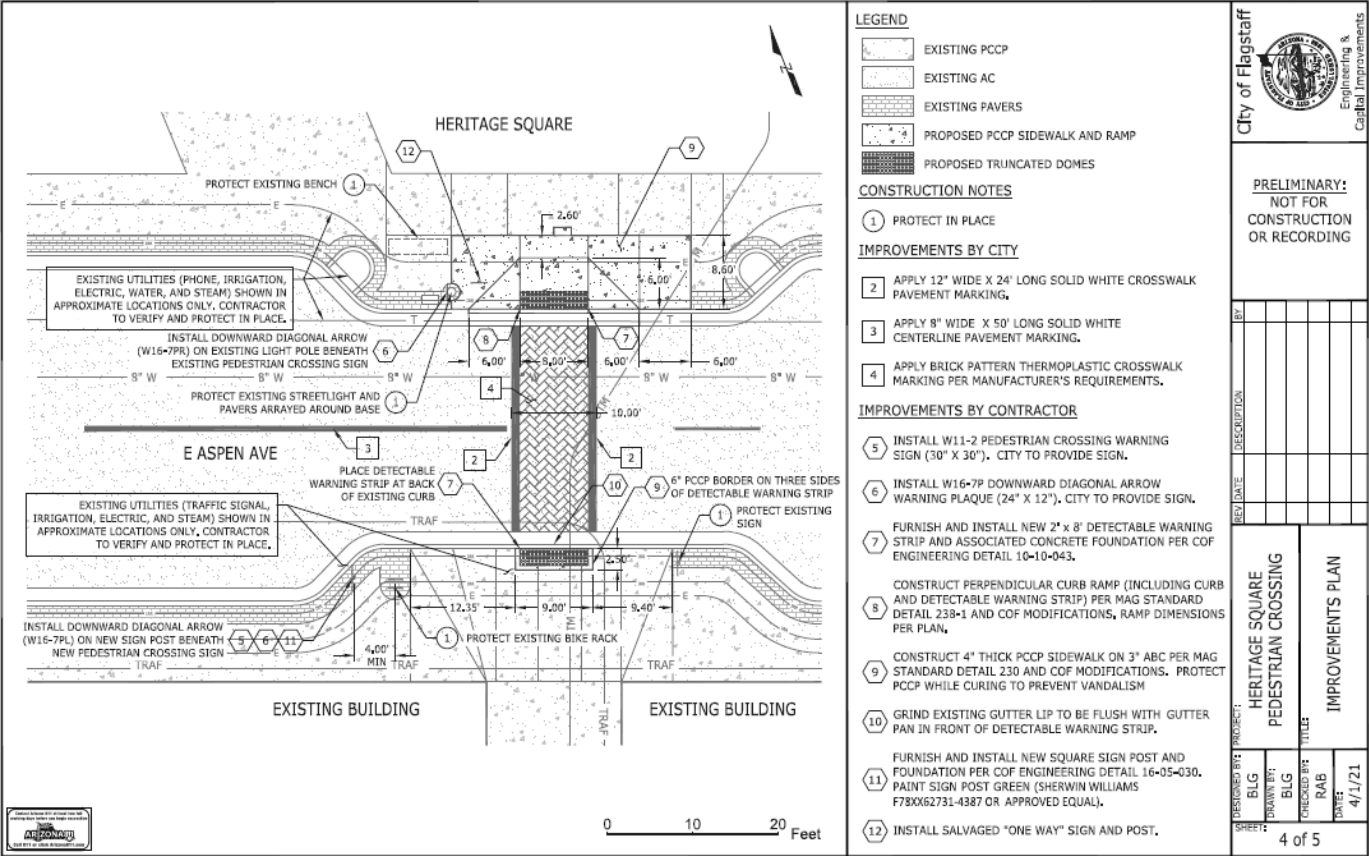 HERITAGE SQUARE
12
9
PROTECT EXISTING BENCH
1
E
E
2.60'
E
E
8.60'
6.00'
EXISTING UTILITIES (PHONE, IRRIGATION,
ELECTRIC, WATER, AND STEAM) SHOWN IN
APPROXIMATE LOCATIONS ONLY. CONTRACTOR
TO VERIFY AND PROTECT IN PLACE.
T
T
INSTALL DOWNWARD DIAGONAL ARROW
(W16-7PR) ON EXISTING LIGHT POLE BENEATH
EXISTING PEDESTRIAN CROSSING SIGN
6
8
7
6.00'
8.00'
6.00'
6.00'
8" W
8" W
8" W
8" W
8" W
4
PROTECT EXISTING STREETLIGHT AND
PAVERS ARRAYED AROUND BASE
1
TM
10.00'
3
E ASPEN AVE
2
2
PLACE DETECTABLE
WARNING STRIP AT BACK
OF EXISTING CURB
7
10
9
6" PCCP BORDER ON THREE SIDES
OF DETECTABLE WARNING STRIP
EXISTING UTILITIES (TRAFFIC SIGNAL,
IRRIGATION, ELECTRIC, AND STEAM) SHOWN IN
APPROXIMATE LOCATIONS ONLY. CONTRACTOR
TO VERIFY AND PROTECT IN PLACE.
TRAF
1
PROTECT EXISTING
SIGN
2.50'
12.35'
9.00'
9.40'
INSTALL DOWNWARD DIAGONAL ARROW
(W16-7PL) ON NEW SIGN POST BENEATH
NEW PEDESTRIAN CROSSING SIGN
5
6
11
1
PROTECT EXISTING BIKE RACK
TM
4.00'
MIN
TRAF
TRAF
TRAF
TRAF
EXISTING BUILDING
EXISTING BUILDING
ARIZONA 811
0 10 20 Feet
LEGEND
EXISTING PCCP
EXISTING AC
EXISTING PAVERS
PROPOSED PCCP SIDEWALK AND RAMP
PROPOSED TRUNCATED DOMES
CONSTRUCTION NOTES
1 PROTECT IN PLACE
IMPROVEMENTS BY CITY
2 APPLY 12" WIDE X 24' LONG SOLID WHITE CROSSWALK
PAVEMENT MARKING.
3 APPLY 8" WIDE X 50' LONG SOLID WHITE
CENTERLINE PAVEMENT MARKING.
4 APPLY BRICK PATTERN THERMOPLASTIC CROSSWALK
MARKING PER MANUFACTURER'S REQUIREMENTS.
IMPROVEMENTS BY CONTRACTOR
5 INSTALL W11-2 PEDESTRIAN CROSSING WARNING
SIGN (30" X 30"). CITY TO PROVIDE SIGN.
6 INSTALL W16-7P DOWNWARD DIAGONAL ARROW
WARNING PLAQUE (24" X 12"). CITY TO PROVIDE SIGN.
7 FURNISH AND INSTALL NEW 2' x 8' DETECTABLE WARNING
STRIP AND ASSOCIATED CONCRETE FOUNDATION PER COF
ENGINEERING DETAIL 10-10-043.
8 CONSTRUCT PERPENDICULAR CURB RAMP (INCLUDING CURB
AND DETECTABLE WARNING STRIP) PER MAG STANDARD
DETAIL 238-1 AND COF MODIFICATIONS, RAMP DIMENSIONS
PER PLAN.
9 CONSTRUCT 4" THICK PCCP SIDEWALK ON 3" ABC PER MAG
STANDARD DETAIL 230 AND COF MODIFICATIONS. PROTECT
PCCP WHILE CURING TO PREVENT VANDALISM
10 GRIND EXISTING GUTTER LIP TO BE FLUSH WITH GUTTER
PAN IN FRONT OF DETECTABLE WARNING STRIP.
11 FURNISH AND INSTALL NEW SQUARE SIGN POST AND
FOUNDATION PER COF ENGINEERING DETAIL 16-05-030.
PAINT SIGN POST GREEN (SHERWIN WILLIAMS
F78XX62731-4387 OR APPROVED EQUAL).
12 INSTALL SALVAGED "ONE WAY" SIGN AND POST.
City of Flagstaff
Engineering &
Capital Improvements
PRELIMINARY:
NOT FOR
CONSTRUCTION
OR RECORDING
BY
DESCRIPTION
DATE
REV
PROJECT:
HERITAGE SQUARE
PEDESTRIAN CROSSING
TITLE:
IMPROVEMENTS PLAN
DESIGNED BY:
BLG
DRAWN BY:
BLG
CHECKED BY:
RAB
DATE:
4/1/21
SHEET:
4 of 5